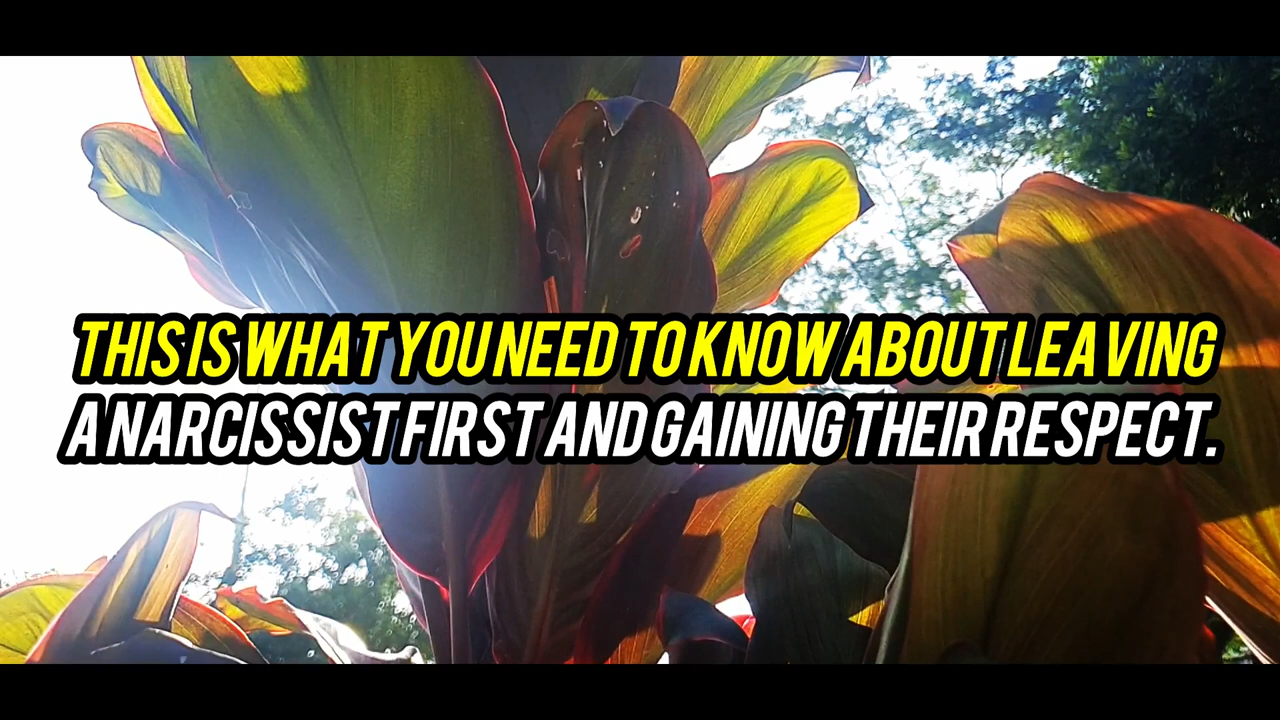 THIS IS WHAT YOU NEED TO KNOW ABOUT LEAVING
A NARCISSIST FIRST AND GAINING THEIR RESPECT.